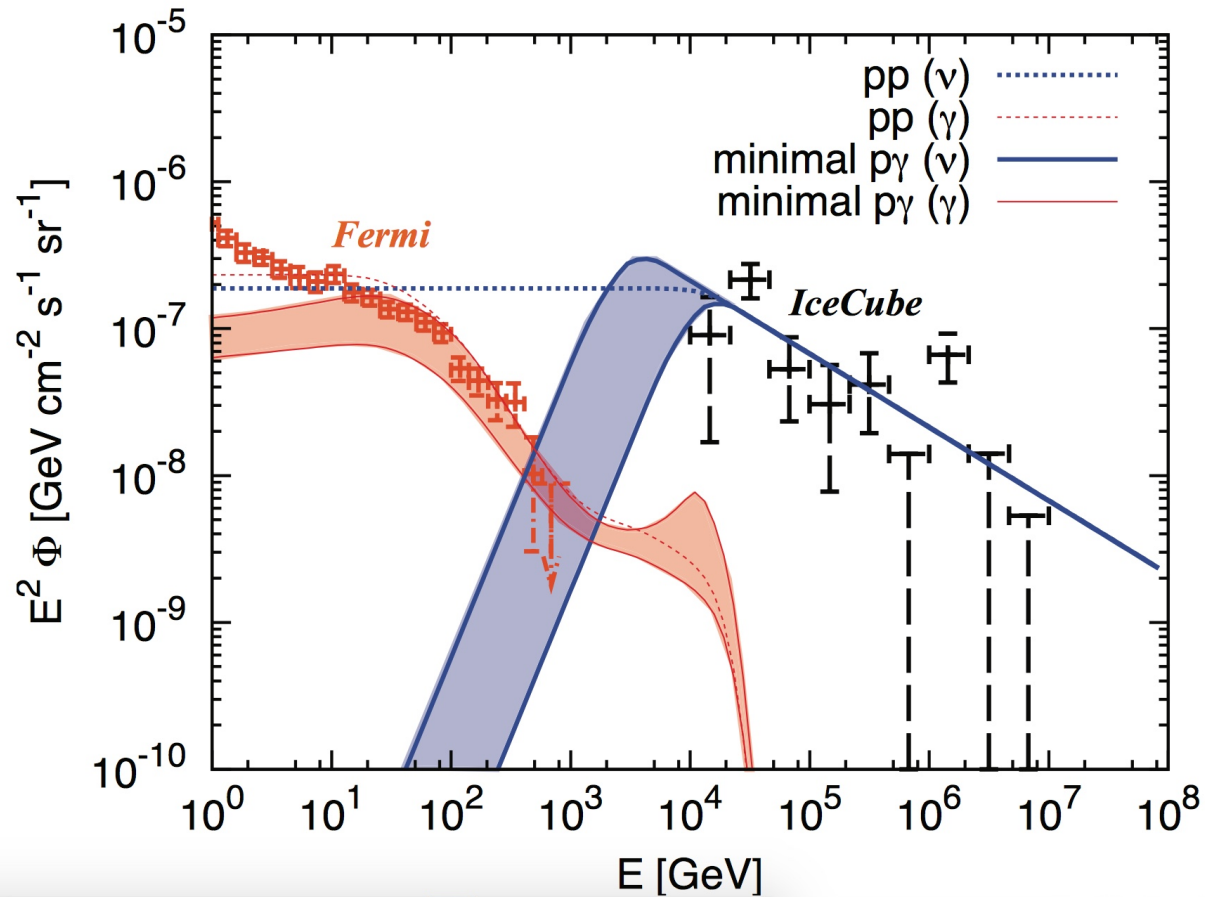 10^-5
10^-6
10^-7
10^-8
10^-9
10^-10
E^2 Φ [GeV cm^-2 s^-1 sr^-1]
pp (ν)
pp (γ)
minimal pγ (ν)
minimal pγ (γ)
Fermi
IceCube
10^0 10^1 10^2 10^3 10^4 10^5 10^6 10^7 10^8
E [GeV]